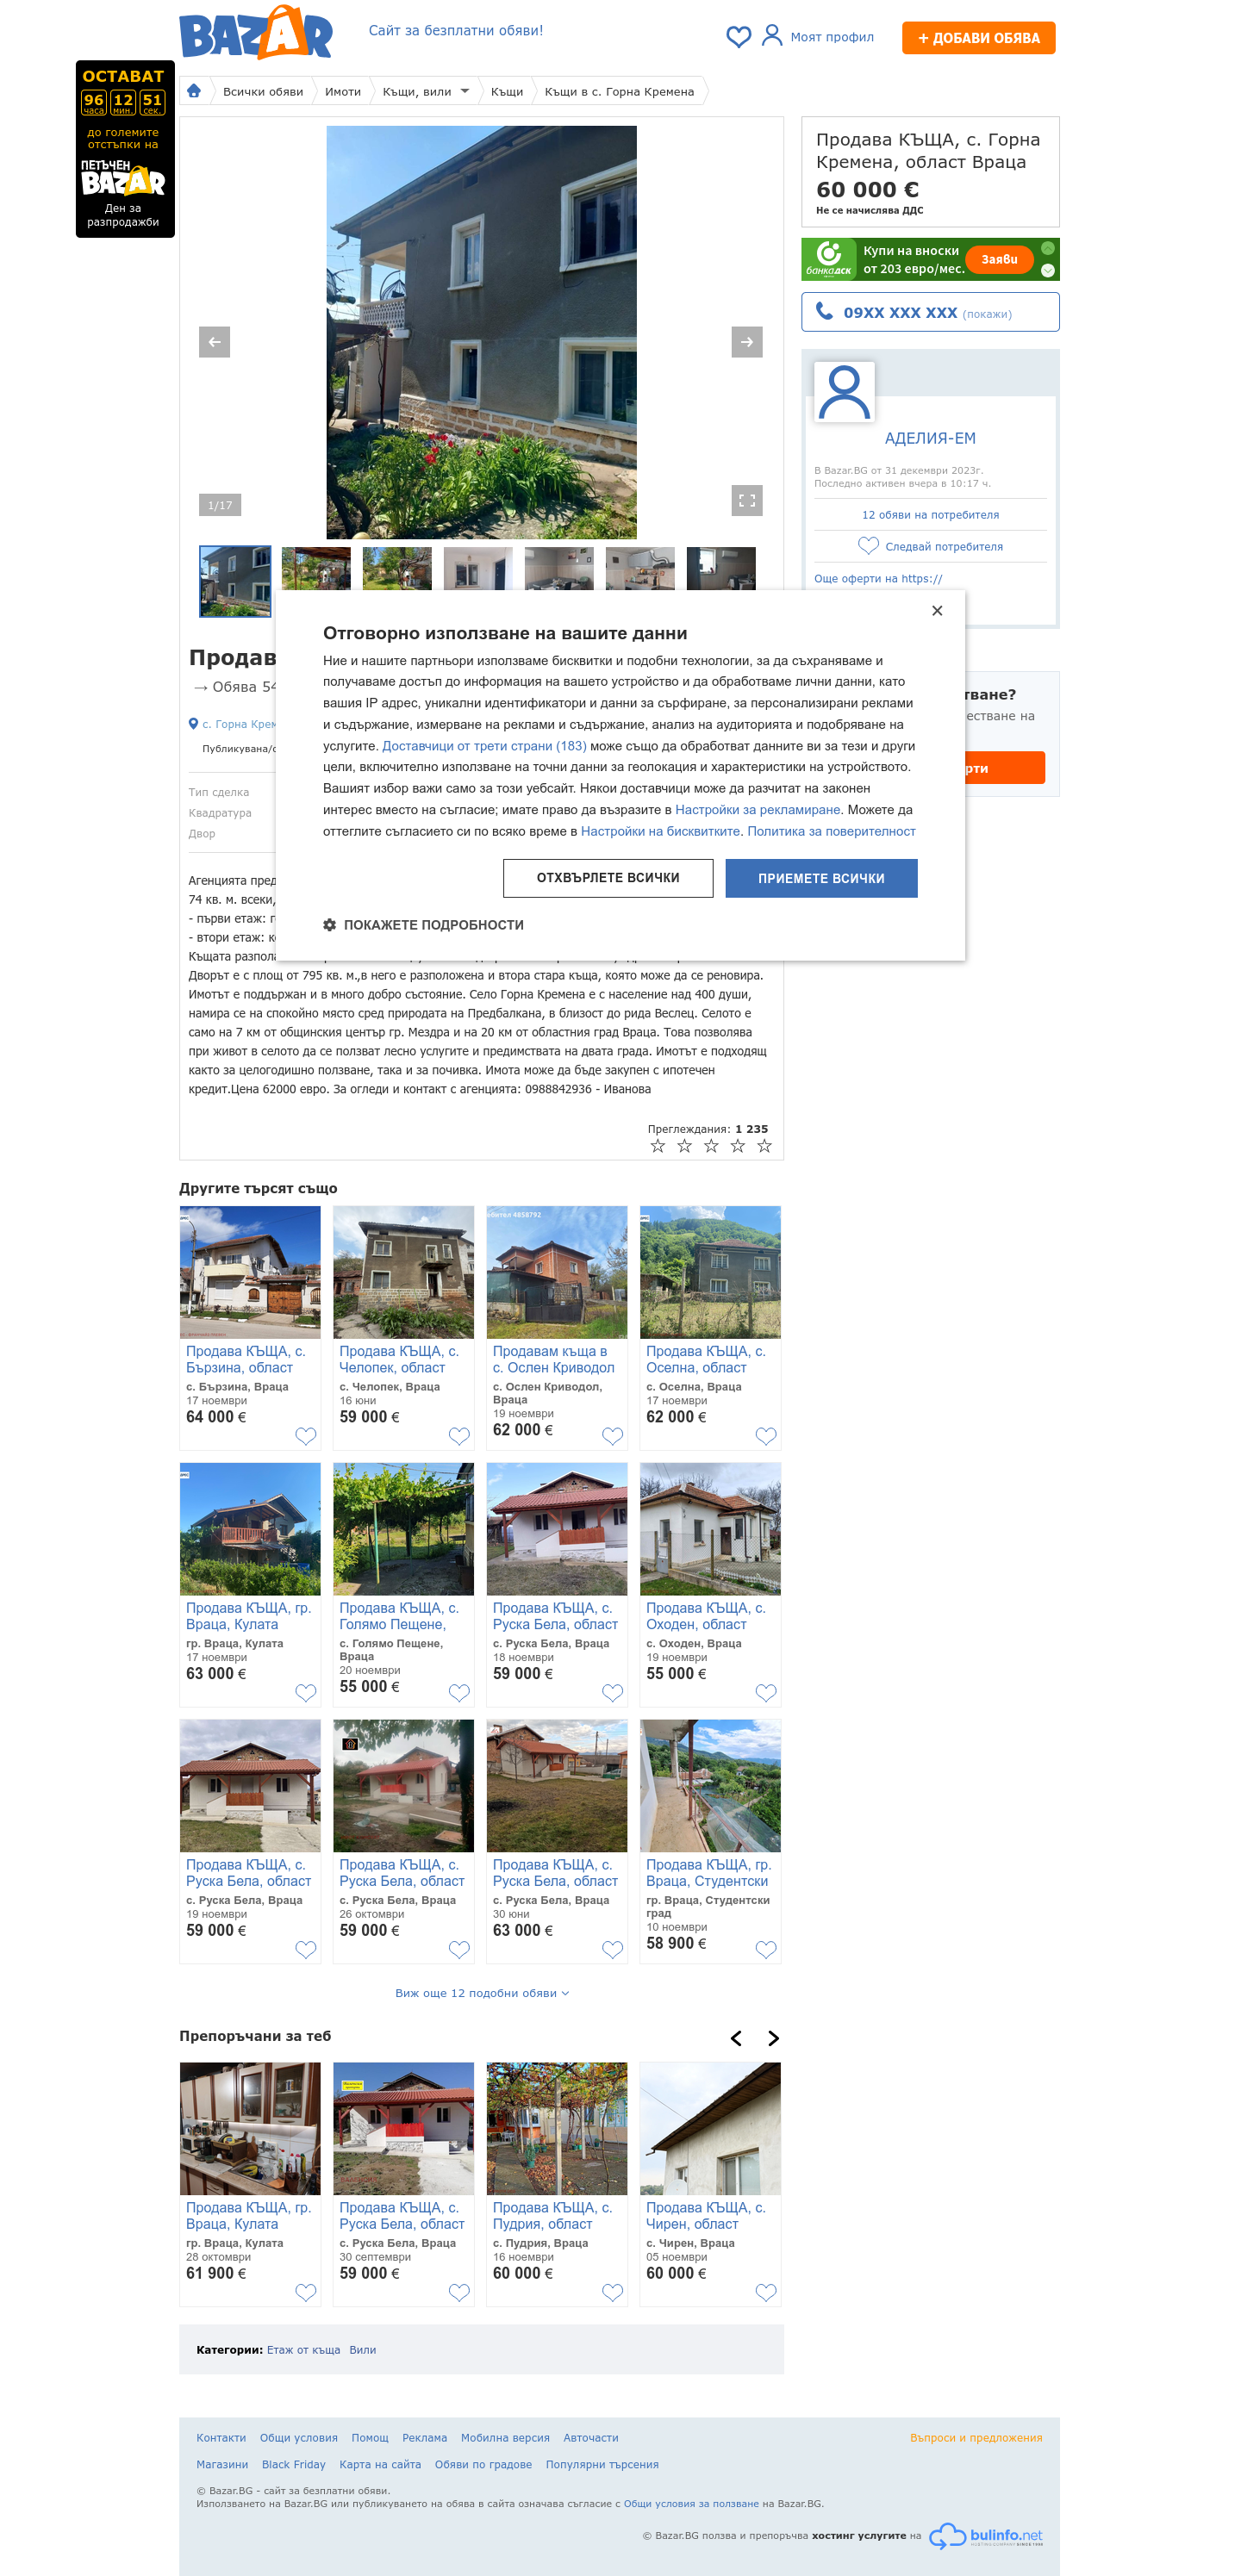 BAZAR
Сайт за безплатни обяви!
Моят профил
+ ДОБАВИ ОБЯВА
ОСТАВАТ
96 12 51
часа мин. сек.
до големите
отстъпки на
ПЕТЪЧЕН
BAZAR
Ден за
разпродажби
Всички обяви
Имоти
Къщи, вили
Къщи
Къщи в с. Горна Кремена
1/17
Продава КЪЩА, с. Горна
Кремена, област Враца
60 000 €
Не се начислява ДДС
банка дск
Купи на вноски
от 203 евро/мес.
Заяви
09XX XXX XXX (покажи)
АДЕЛИЯ-ЕМ
В Bazar.BG от 31 декември 2023г.
Последно активен вчера в 10:17 ч.
12 обяви на потребителя
Следвай потребителя
Още оферти на https://
Продав
→ Обява 54
с. Горна Крем
Публикувана/о
Тип сделка
Квадратура
Двор
×
Отговорно използване на вашите данни
Ние и нашите партньори използваме бисквитки и подобни технологии, за да съхраняваме и
получаваме достъп до информация на вашето устройство и да обработваме лични данни, като
вашия IP адрес, уникални идентификатори и данни за сърфиране, за персонализирани реклами
и съдържание, измерване на реклами и съдържание, анализ на аудиторията и подобряване на
услугите. Доставчици от трети страни (183) може също да обработват данните ви за тези и други
цели, включително използване на точни данни за геолокация и характеристики на устройството.
Вашият избор важи само за този уебсайт. Някои доставчици може да разчитат на законен
интерес вместо на съгласие; имате право да възразите в Настройки за рекламиране. Можете да
оттеглите съгласието си по всяко време в Настройки на бисквитките. Политика за поверителност
ОТХВЪРЛЕТЕ ВСИЧКИ
ПРИЕМЕТЕ ВСИЧКИ
ПОКАЖЕТЕ ПОДРОБНОСТИ
тване?
естване на
рти
Агенцията пред
74 кв. м. всеки,
- първи етаж: г
- втори етаж: к
Къщата разпола
Дворът е с площ от 795 кв. м.,в него е разположена и втора стара къща, която може да се реновира.
Имотът е поддържан и в много добро състояние. Село Горна Кремена е с население над 400 души,
намира се на спокойно място сред природата на Предбалкана, в близост до рида Веслец. Селото е
само на 7 км от общинския център гр. Мездра и на 20 км от областния град Враца. Това позволява
при живот в селото да се ползват лесно услугите и предимствата на двата града. Имотът е подходящ
както за целогодишно ползване, така и за почивка. Имота може да бъде закупен с ипотечен
кредит.Цена 62000 евро. За огледи и контакт с агенцията: 0988842936 - Иванова
Преглеждания: 1 235
Другите търсят също
Продава КЪЩА, с.
Бързина, област
с. Бързина, Враца
17 ноември
64 000 €
Продава КЪЩА, с.
Челопек, област
с. Челопек, Враца
16 юни
59 000 €
Продавам къща в
с. Ослен Криводол
с. Ослен Криводол,
Враца
19 ноември
62 000 €
Продава КЪЩА, с.
Оселна, област
с. Оселна, Враца
17 ноември
62 000 €
Продава КЪЩА, гр.
Враца, Кулата
гр. Враца, Кулата
17 ноември
63 000 €
Продава КЪЩА, с.
Голямо Пещене,
с. Голямо Пещене,
Враца
20 ноември
55 000 €
Продава КЪЩА, с.
Руска Бела, област
с. Руска Бела, Враца
18 ноември
59 000 €
Продава КЪЩА, с.
Оходен, област
с. Оходен, Враца
19 ноември
55 000 €
Продава КЪЩА, с.
Руска Бела, област
с. Руска Бела, Враца
19 ноември
59 000 €
Продава КЪЩА, с.
Руска Бела, област
с. Руска Бела, Враца
26 октомври
59 000 €
Продава КЪЩА, с.
Руска Бела, област
с. Руска Бела, Враца
30 юни
63 000 €
Продава КЪЩА, гр.
Враца, Студентски
гр. Враца, Студентски
град
10 ноември
58 900 €
Виж още 12 подобни обяви
Препоръчани за теб
Продава КЪЩА, гр.
Враца, Кулата
гр. Враца, Кулата
28 октомври
61 900 €
Продава КЪЩА, с.
Руска Бела, област
с. Руска Бела, Враца
30 септември
59 000 €
Продава КЪЩА, с.
Пудрия, област
с. Пудрия, Враца
16 ноември
60 000 €
Продава КЪЩА, с.
Чирен, област
с. Чирен, Враца
05 ноември
60 000 €
Категории: Етаж от къща Вили
Контакти Общи условия Помощ Реклама Мобилна версия Авточасти
Въпроси и предложения
Магазини Black Friday Карта на сайта Обяви по градове Популярни търсения
© Bazar.BG - сайт за безплатни обяви.
Използването на Bazar.BG или публикуването на обява в сайта означава съгласие с Общи условия за ползване на Bazar.BG.
© Bazar.BG ползва и препоръчва хостинг услугите на
bulinfo.net